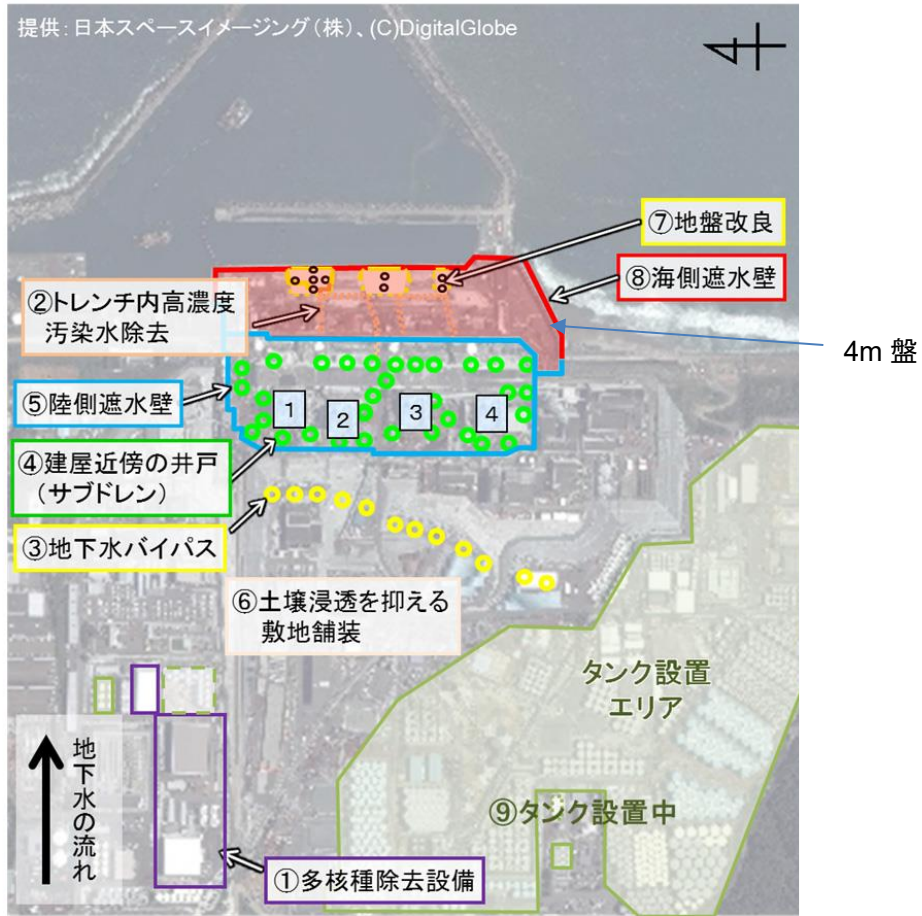 提供：日本スペースイメージング（株）、(C)DigitalGlobe
⑦地盤改良
⑧海側遮水壁
②トレンチ内高濃度
汚染水除去
4m 盤
⑤陸側遮水壁
1
2
3
4
④建屋近傍の井戸
（サブドレン）
③地下水バイパス
⑥土壌浸透を抑える
敷地舗装
タンク設置
エリア
地下水の流れ
⑨タンク設置中
①多核種除去設備